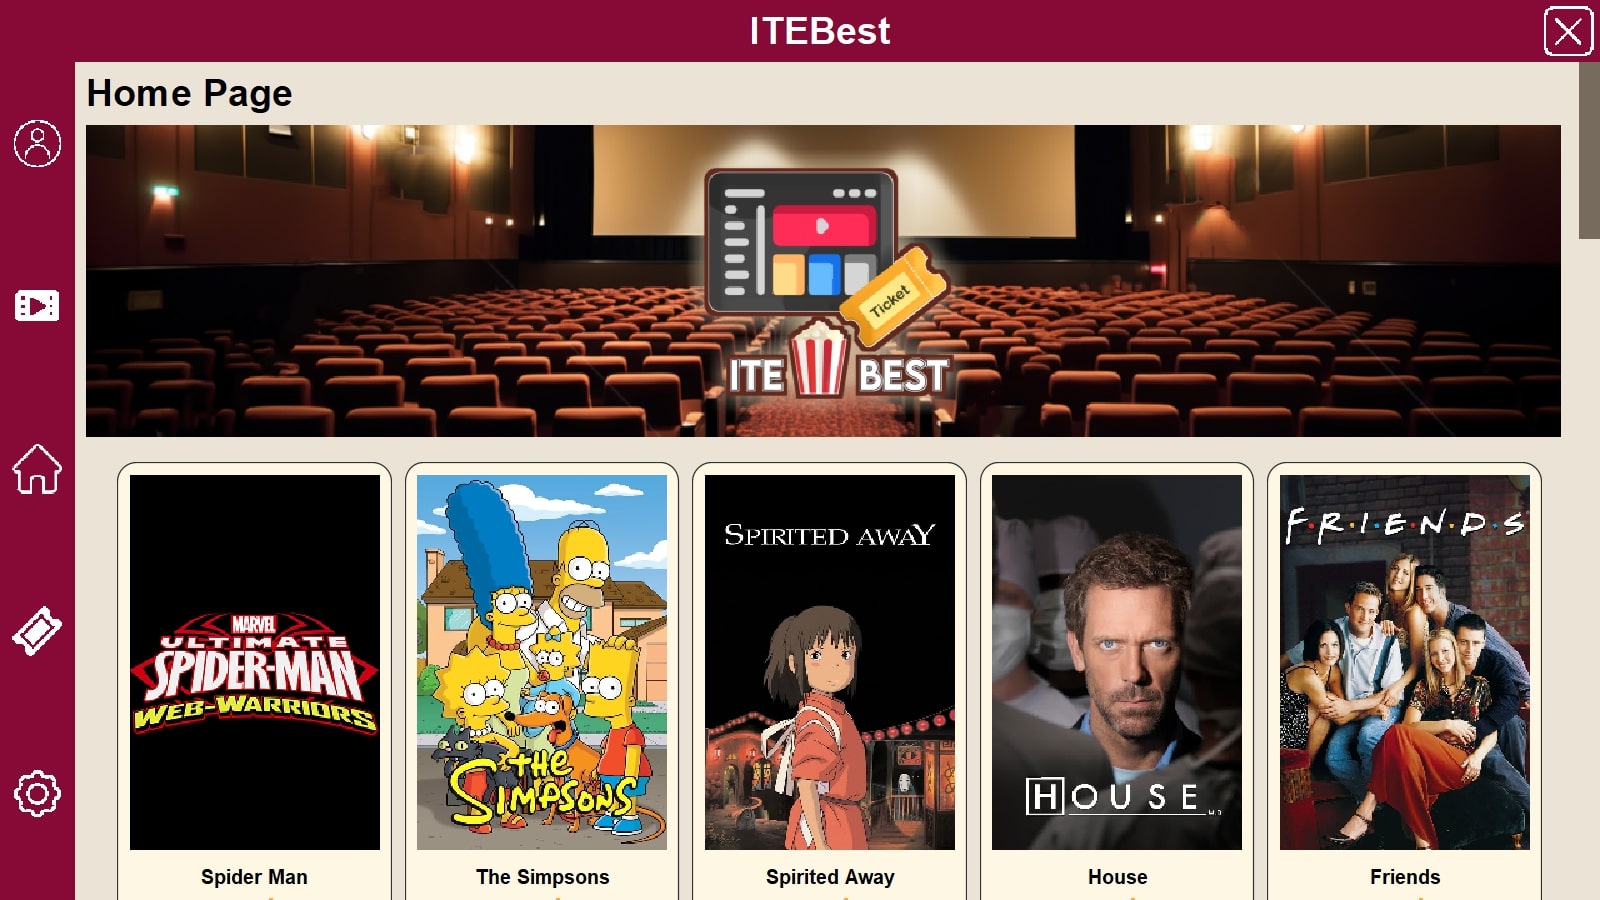 ITEBest
Home Page
Ticket
ITE BEST
MARVEL
ULTIMATE
SPIDER-MAN
WEB-WARRIORS
THE
SIMPSONS
SPIRITED AWAY
HOUSE M.D.
F·R·I·E·N·D·S
Spider Man
The Simpsons
Spirited Away
House
Friends